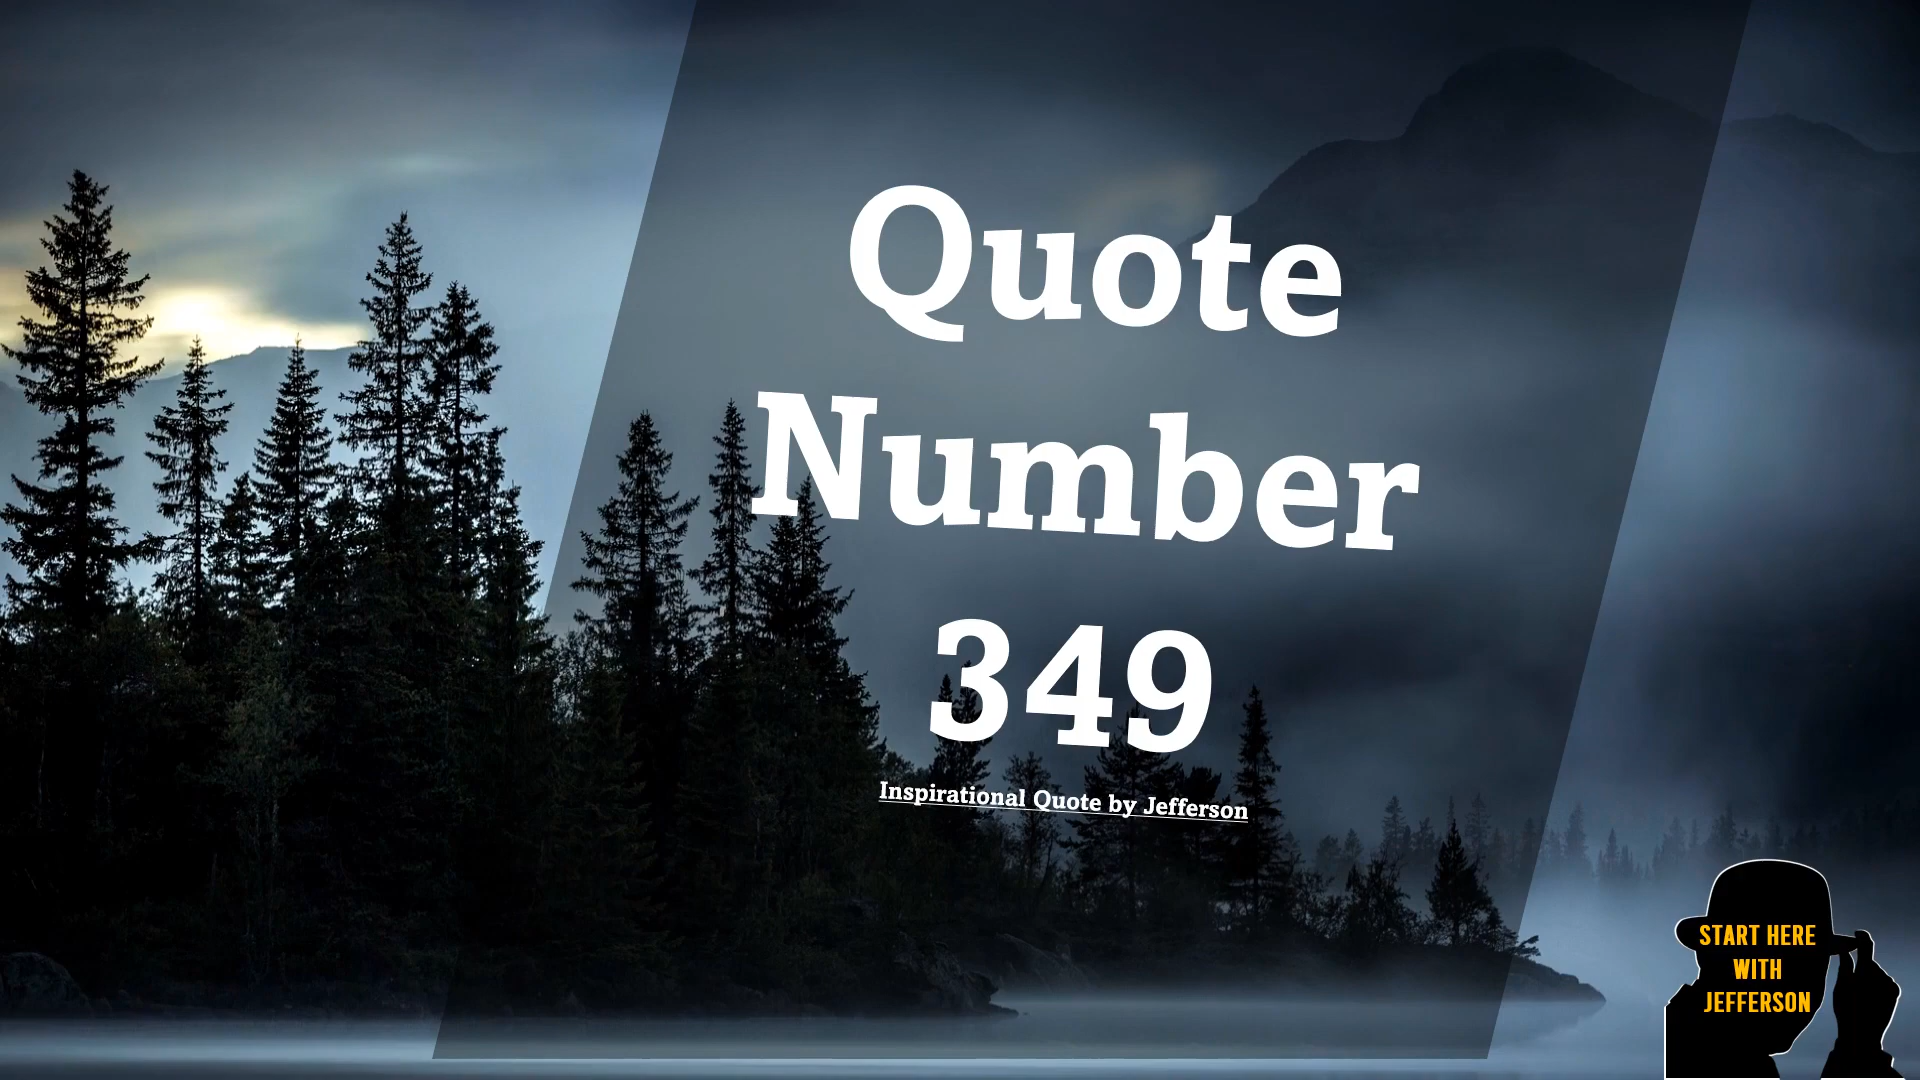 Quote
Number
349
Inspirational Quote by Jefferson
START HERE
WITH
JEFFERSON